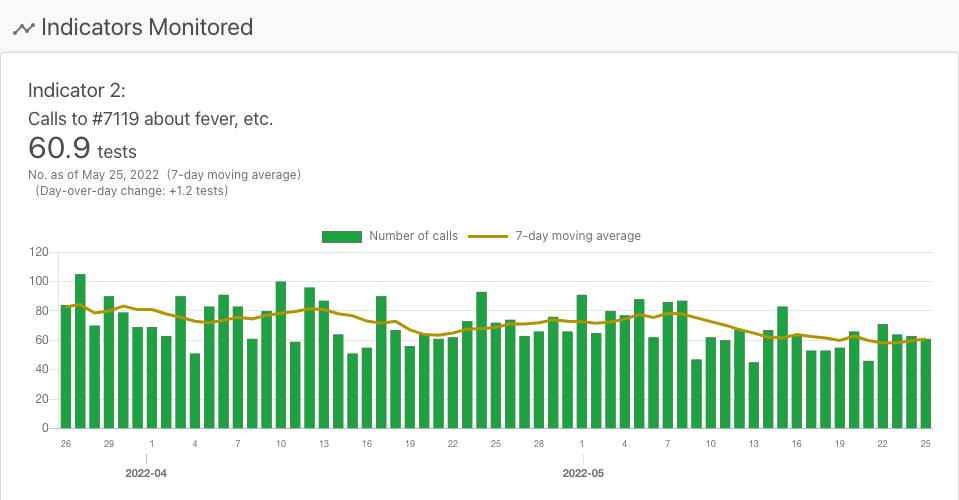 Indicators Monitored
Indicator 2:
Calls to #7119 about fever, etc.
60.9 tests
No. as of May 25, 2022 (7-day moving average)
(Day-over-day change: +1.2 tests)
Number of calls 7-day moving average
120
100
80
60
40
20
0
26 29 1 4 7 10 13 16 19 22 25 28 1 4 7 10 13 16 19 22 25
2022-04 2022-05